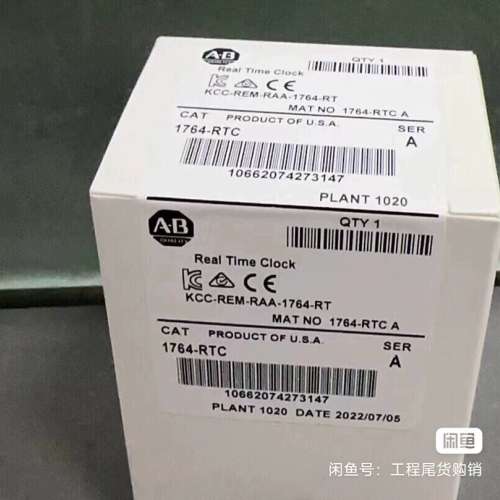 A-B
QUALITY
QTY 1
Real Time Clock
KCC-REM-RAA-1764-RT
MAT NO 1764-RTC A
CAT PRODUCT OF U.S.A. SER
1764-RTC A
10662074273147
PLANT 1020
A-B
QUALITY
QTY 1
Real Time Clock
KCC-REM-RAA-1764-RT
MAT NO 1764-RTC A
CAT PRODUCT OF U.S.A. SER
1764-RTC A
10662074273147
PLANT 1020 DATE 2022/07/05
闲鱼
闲鱼号：工程尾货购销